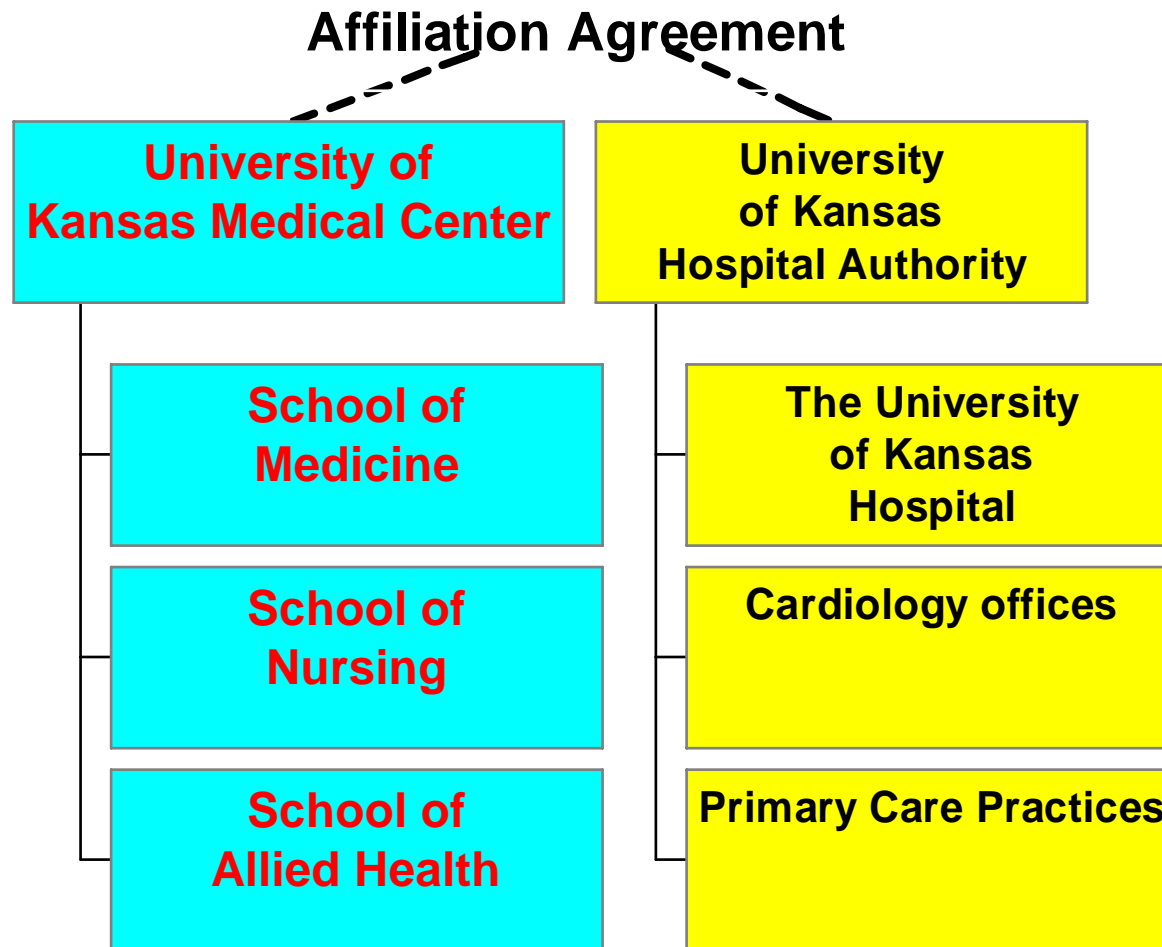 Affiliation Agreement
University of
Kansas Medical Center
University
of Kansas
Hospital Authority
School of
Medicine
The University
of Kansas
Hospital
School of
Nursing
Cardiology offices
School of
Allied Health
Primary Care Practices